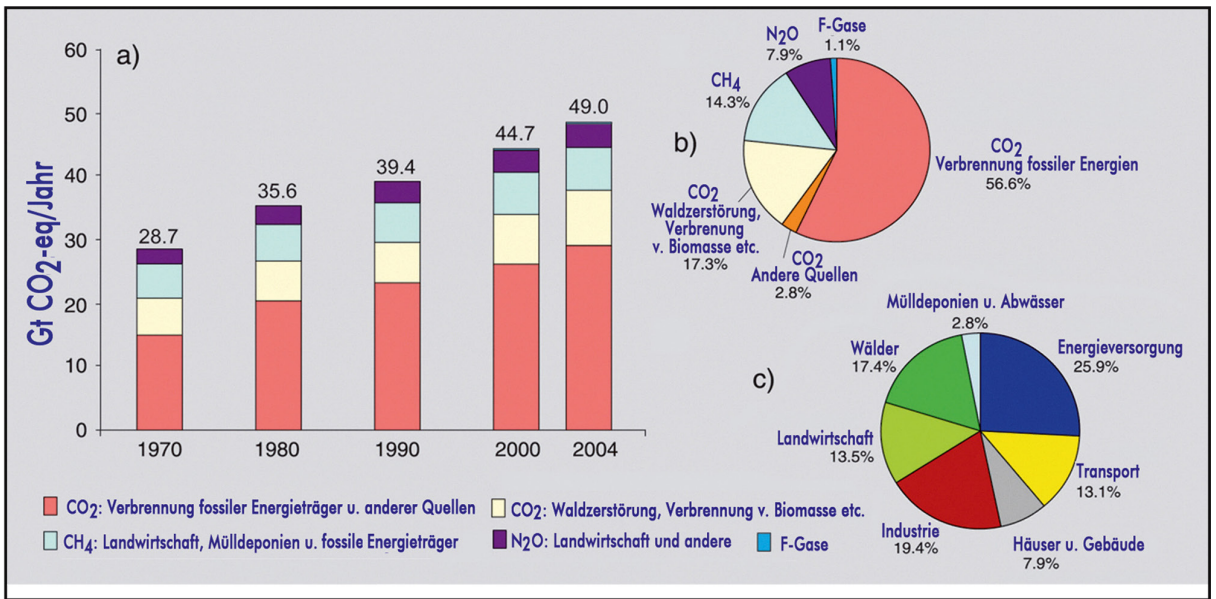 a)
Gt CO2-eq/Jahr
60
50
40
30
20
10
0
28.7
35.6
39.4
44.7
49.0
1970
1980
1990
2000
2004
CO2: Verbrennung fossiler Energieträger u. anderer Quellen
CO2: Waldzerstörung, Verbrennung v. Biomasse etc.
CH4: Landwirtschaft, Mülldeponien u. fossile Energieträger
N2O: Landwirtschaft und andere
F-Gase
b)
F-Gase
1.1%
N2O
7.9%
CH4
14.3%
CO2
Verbrennung fossiler Energien
56.6%
CO2
Waldzerstörung,
Verbrenung
v. Biomasse etc.
17.3%
CO2
Andere Quellen
2.8%
c)
Mülldeponien u. Abwässer
2.8%
Wälder
17.4%
Energieversorgung
25.9%
Landwirtschaft
13.5%
Transport
13.1%
Industrie
19.4%
Häuser u. Gebäude
7.9%